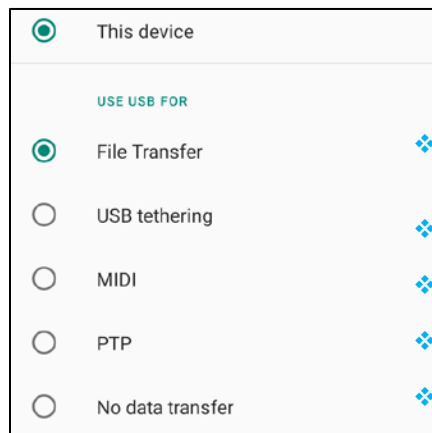 This device
USE USB FOR
File Transfer
USB tethering
MIDI
PTP
No data transfer